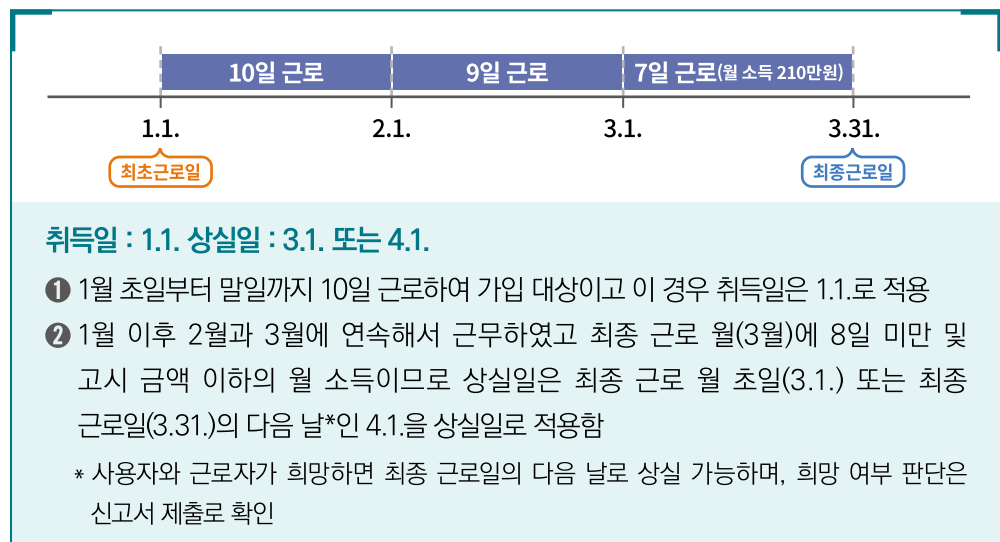 10일 근로 9일 근로 7일 근로(월 소득 210만원)
1.1. 2.1. 3.1. 3.31.
최초근로일 최종근로일
취득일 : 1.1. 상실일 : 3.1. 또는 4.1.
❶ 1월 초일부터 말일까지 10일 근로하여 가입 대상이고 이 경우 취득일은 1.1.로 적용
❷ 1월 이후 2월과 3월에 연속해서 근무하였고 최종 근로 월(3월)에 8일 미만 및
고시 금액 이하의 월 소득이므로 상실일은 최종 근로 월 초일(3.1.) 또는 최종
근로일(3.31.)의 다음 날*인 4.1.을 상실일로 적용함
* 사용자와 근로자가 희망하면 최종 근로일의 다음 날로 상실 가능하며, 희망 여부 판단은
신고서 제출로 확인